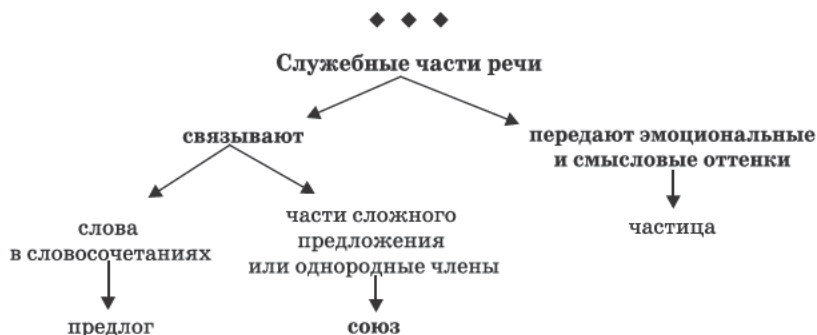 Служебные части речи
связывают
передают эмоциональные
и смысловые оттенки
слова
в словосочетаниях
части сложного
предложения
или однородные члены
частица
предлог
союз